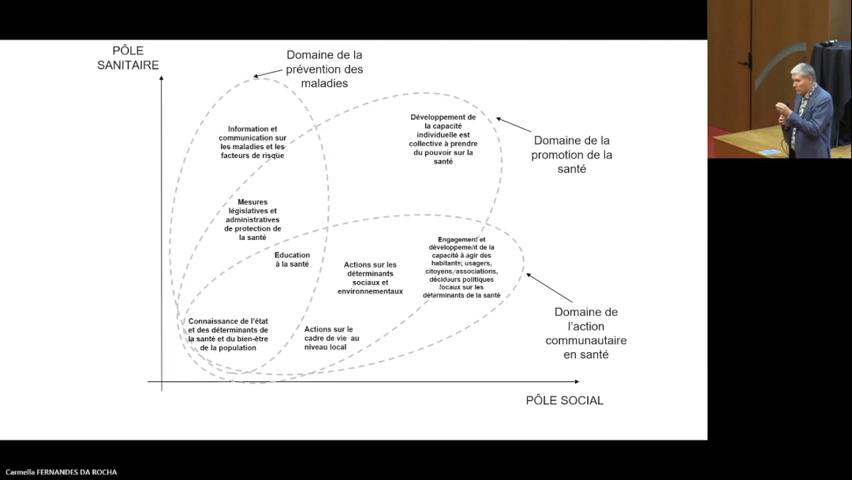 PÔLE
SANITAIRE
Domaine de la
prévention des
maladies
Information et
communication sur
les maladies et les
facteurs de risque
Développement de
la capacité
individuelle est
collective à prendre
du pouvoir sur la
santé
Domaine de la
promotion de la
santé
Mesures
législatives et
administratives
de protection de
la santé
Education
à la santé
Actions sur les
déterminants
sociaux et
environnementaux
Engagement et
développement de la
capacité à agir des
habitants, usagers,
citoyens/associations,
décideurs politiques
locaux sur les
déterminants de la santé
Connaissance de l'état
et des déterminants de
la santé et du bien-être
de la population
Actions sur le
cadre de vie au
niveau local
Domaine de
l'action
communautaire
en santé
PÔLE SOCIAL
Carmella FERNANDES DA ROCHA